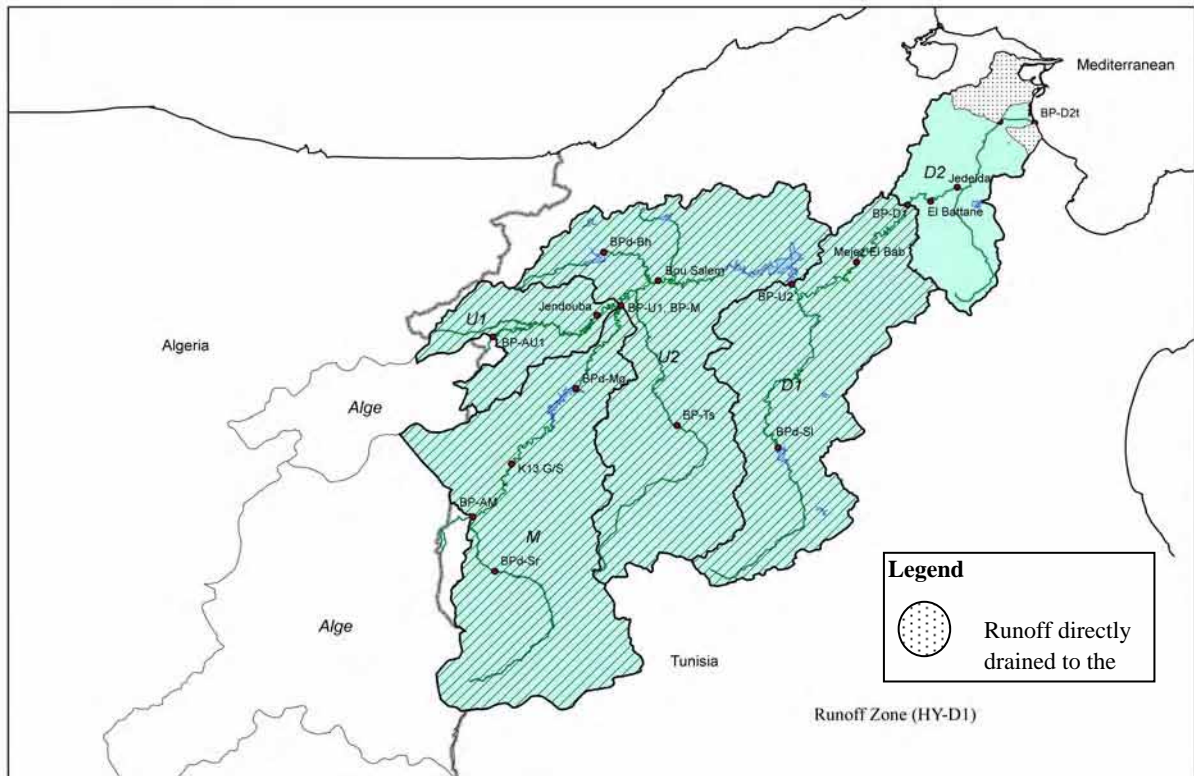 Mediterranean
BP-D2t
D2
Jedeida
BP-D1
El Battane
BPd-Bh
Mejez El Bab
Bou Salem
BP-U2
U1
Jendouba
BP-U1, BP-M
BP-AU1
Algeria
U2
BPd-Mg
D1
Alge
BP-Ts
BPd-Sl
K13 G/S
BP-AM
M
BPd-Sr
Alge
Tunisia
Legend
Runoff directly
drained to the
Runoff Zone (HY-D1)